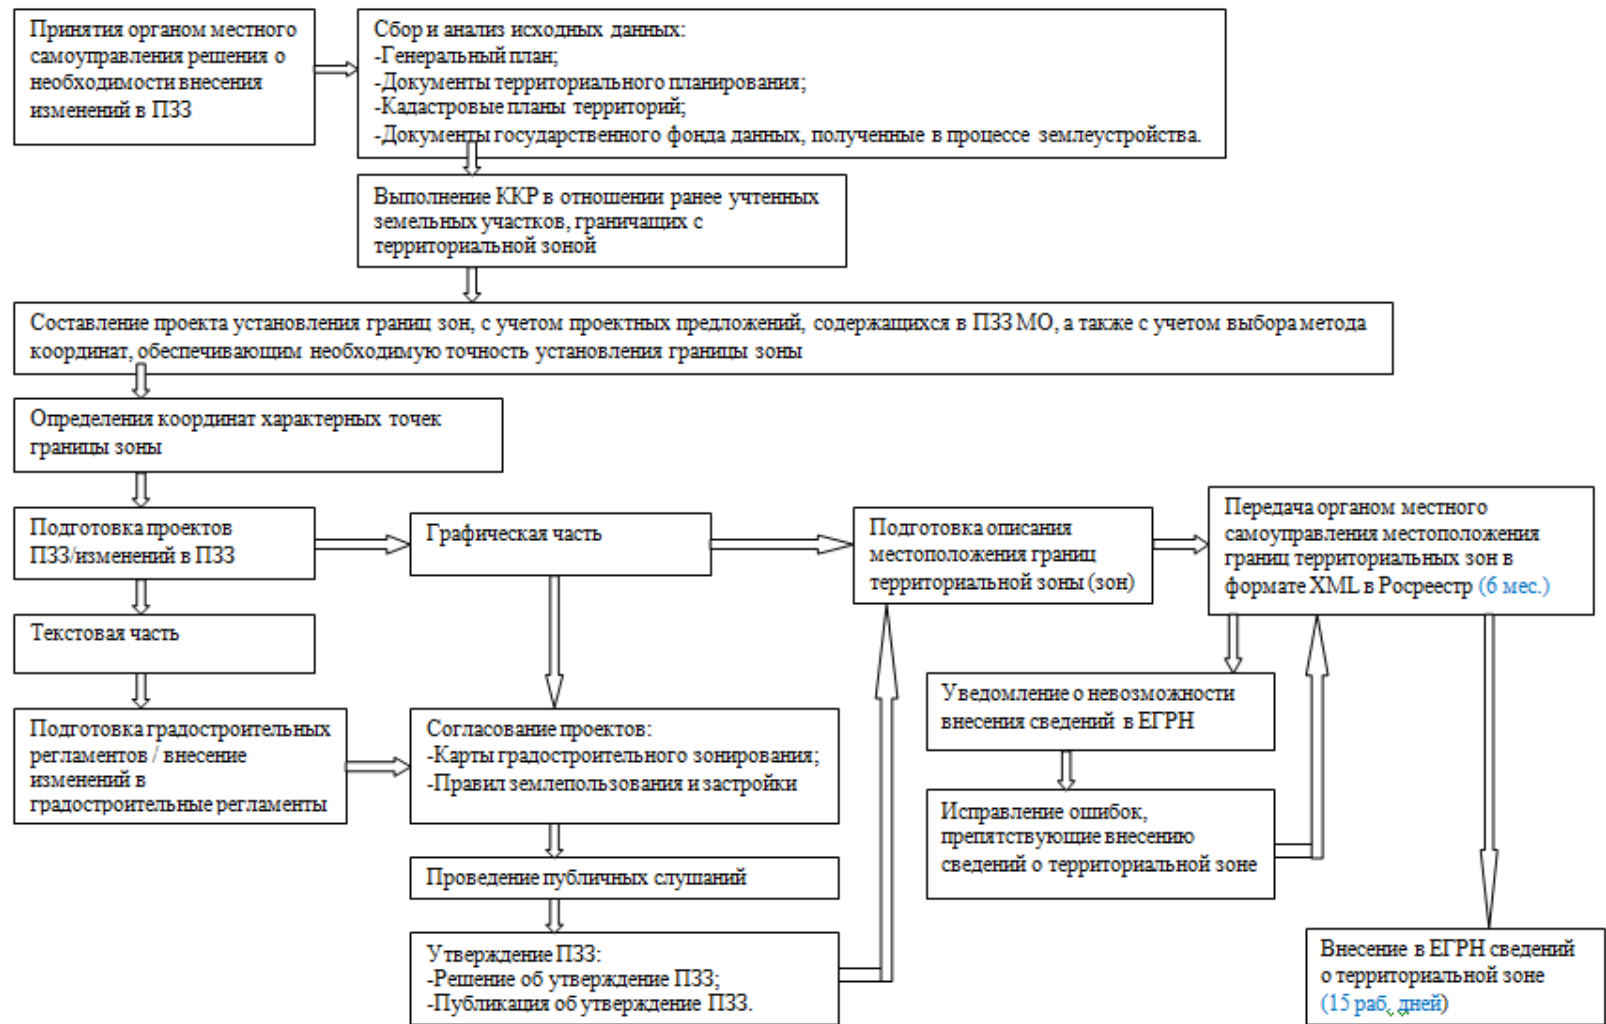 Принятия органом местного
самоуправления решения о
необходимости внесения
изменений в ПЗЗ
Сбор и анализ исходных данных:
-Генеральный план;
-Документы территориального планирования;
-Кадастровые планы территорий;
-Документы государственного фонда данных, полученные в процессе землеустройства.
Выполнение ККР в отношении ранее учтенных
земельных участков, граничащих с
территориальной зоной
Составление проекта установления границ зон, с учетом проектных предложений, содержащихся в ПЗЗ МО, а также с учетом выбора метода
координат, обеспечивающим необходимую точность установления границы зоны
Определения координат характерных точек
границы зоны
Подготовка проектов
ПЗЗ/изменений в ПЗЗ
Графическая часть
Подготовка описания
местоположения границ
территориальной зоны (зон)
Передача органом местного
самоуправления местоположения
границ территориальных зон в
формате XML в Росреестр (6 мес.)
Текстовая часть
Подготовка градостроительных
регламентов / внесение
изменений в
градостроительные регламенты
Согласование проектов:
-Карты градостроительного зонирования;
-Правил землепользования и застройки
Уведомление о невозможности
внесения сведений в ЕГРН
Исправление ошибок,
препятствующие внесению
сведений о территориальной зоне
Проведение публичных слушаний
Утверждение ПЗЗ:
-Решение об утверждение ПЗЗ;
-Публикация об утверждение ПЗЗ.
Внесение в ЕГРН сведений
о территориальной зоне
(15 раб. дней)